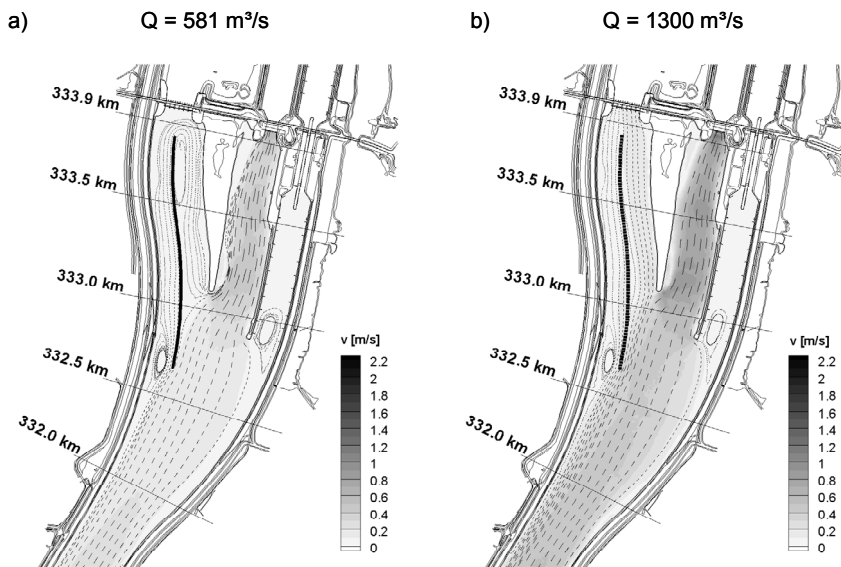 a)
Q = 581 m³/s
333.9 km
333.5 km
333.0 km
332.5 km
332.0 km
v [m/s]
2.2
2
1.8
1.6
1.4
1.2
1
0.8
0.6
0.4
0.2
0
b)
Q = 1300 m³/s
333.9 km
333.5 km
333.0 km
332.5 km
332.0 km
v [m/s]
2.2
2
1.8
1.6
1.4
1.2
1
0.8
0.6
0.4
0.2
0